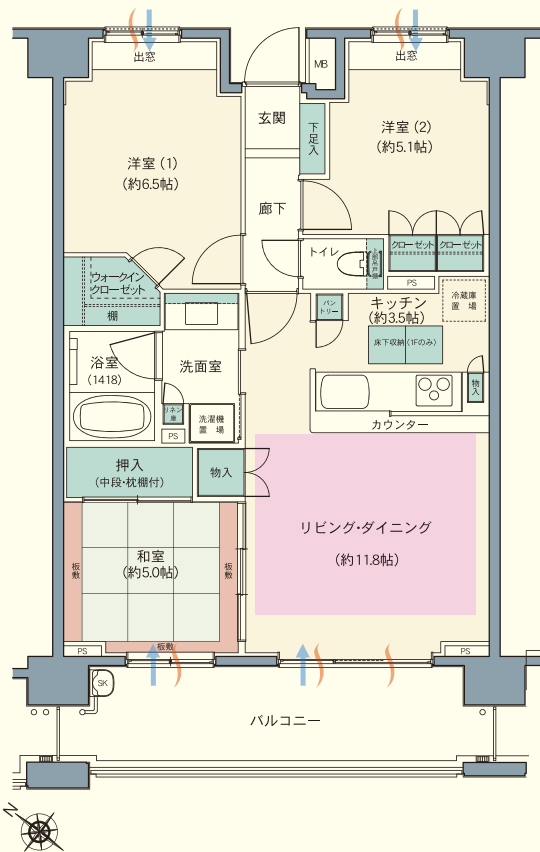 出窓
MB
出窓
玄関
下足入
洋室（1）
（約6.5帖）
洋室（2）
（約5.1帖）
廊下
トイレ
上部吊戸棚
クローゼット
クローゼット
PS
ウォークイン
クローゼット
棚
キッチン
（約3.5帖）
冷蔵庫
置場
パン
トリー
床下収納（1Fのみ）
浴室
（1418）
洗面室
リネン
庫
洗濯機
置場
PS
物入
カウンター
押入
（中段・枕棚付）
物入
リビング・ダイニング
（約11.8帖）
和室
（約5.0帖）
板敷
板敷
板敷
PS
PS
SK
バルコニー
N